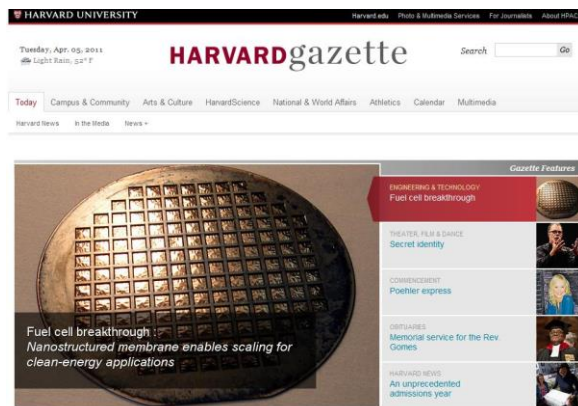 HARVARD UNIVERSITY
Harvard.edu Photo & Multimedia Services For Journalists About HPAC
Tuesday, Apr. 05, 2011
Light Rain, 52° F
HARVARDgazette
Search Go
Today Campus & Community Arts & Culture HarvardScience National & World Affairs Athletics Calendar Multimedia
Harvard News In the Media News +
Gazette Features
ENGINEERING & TECHNOLOGY
Fuel cell breakthrough
THEATER, FILM & DANCE
Secret identity
COMMENCEMENT
Poehler express
OBITUARIES
Memorial service for the Rev.
Gomes
HARVARD NEWS
An unprecedented
admissions year
Fuel cell breakthrough :
Nanostructured membrane enables scaling for
clean-energy applications